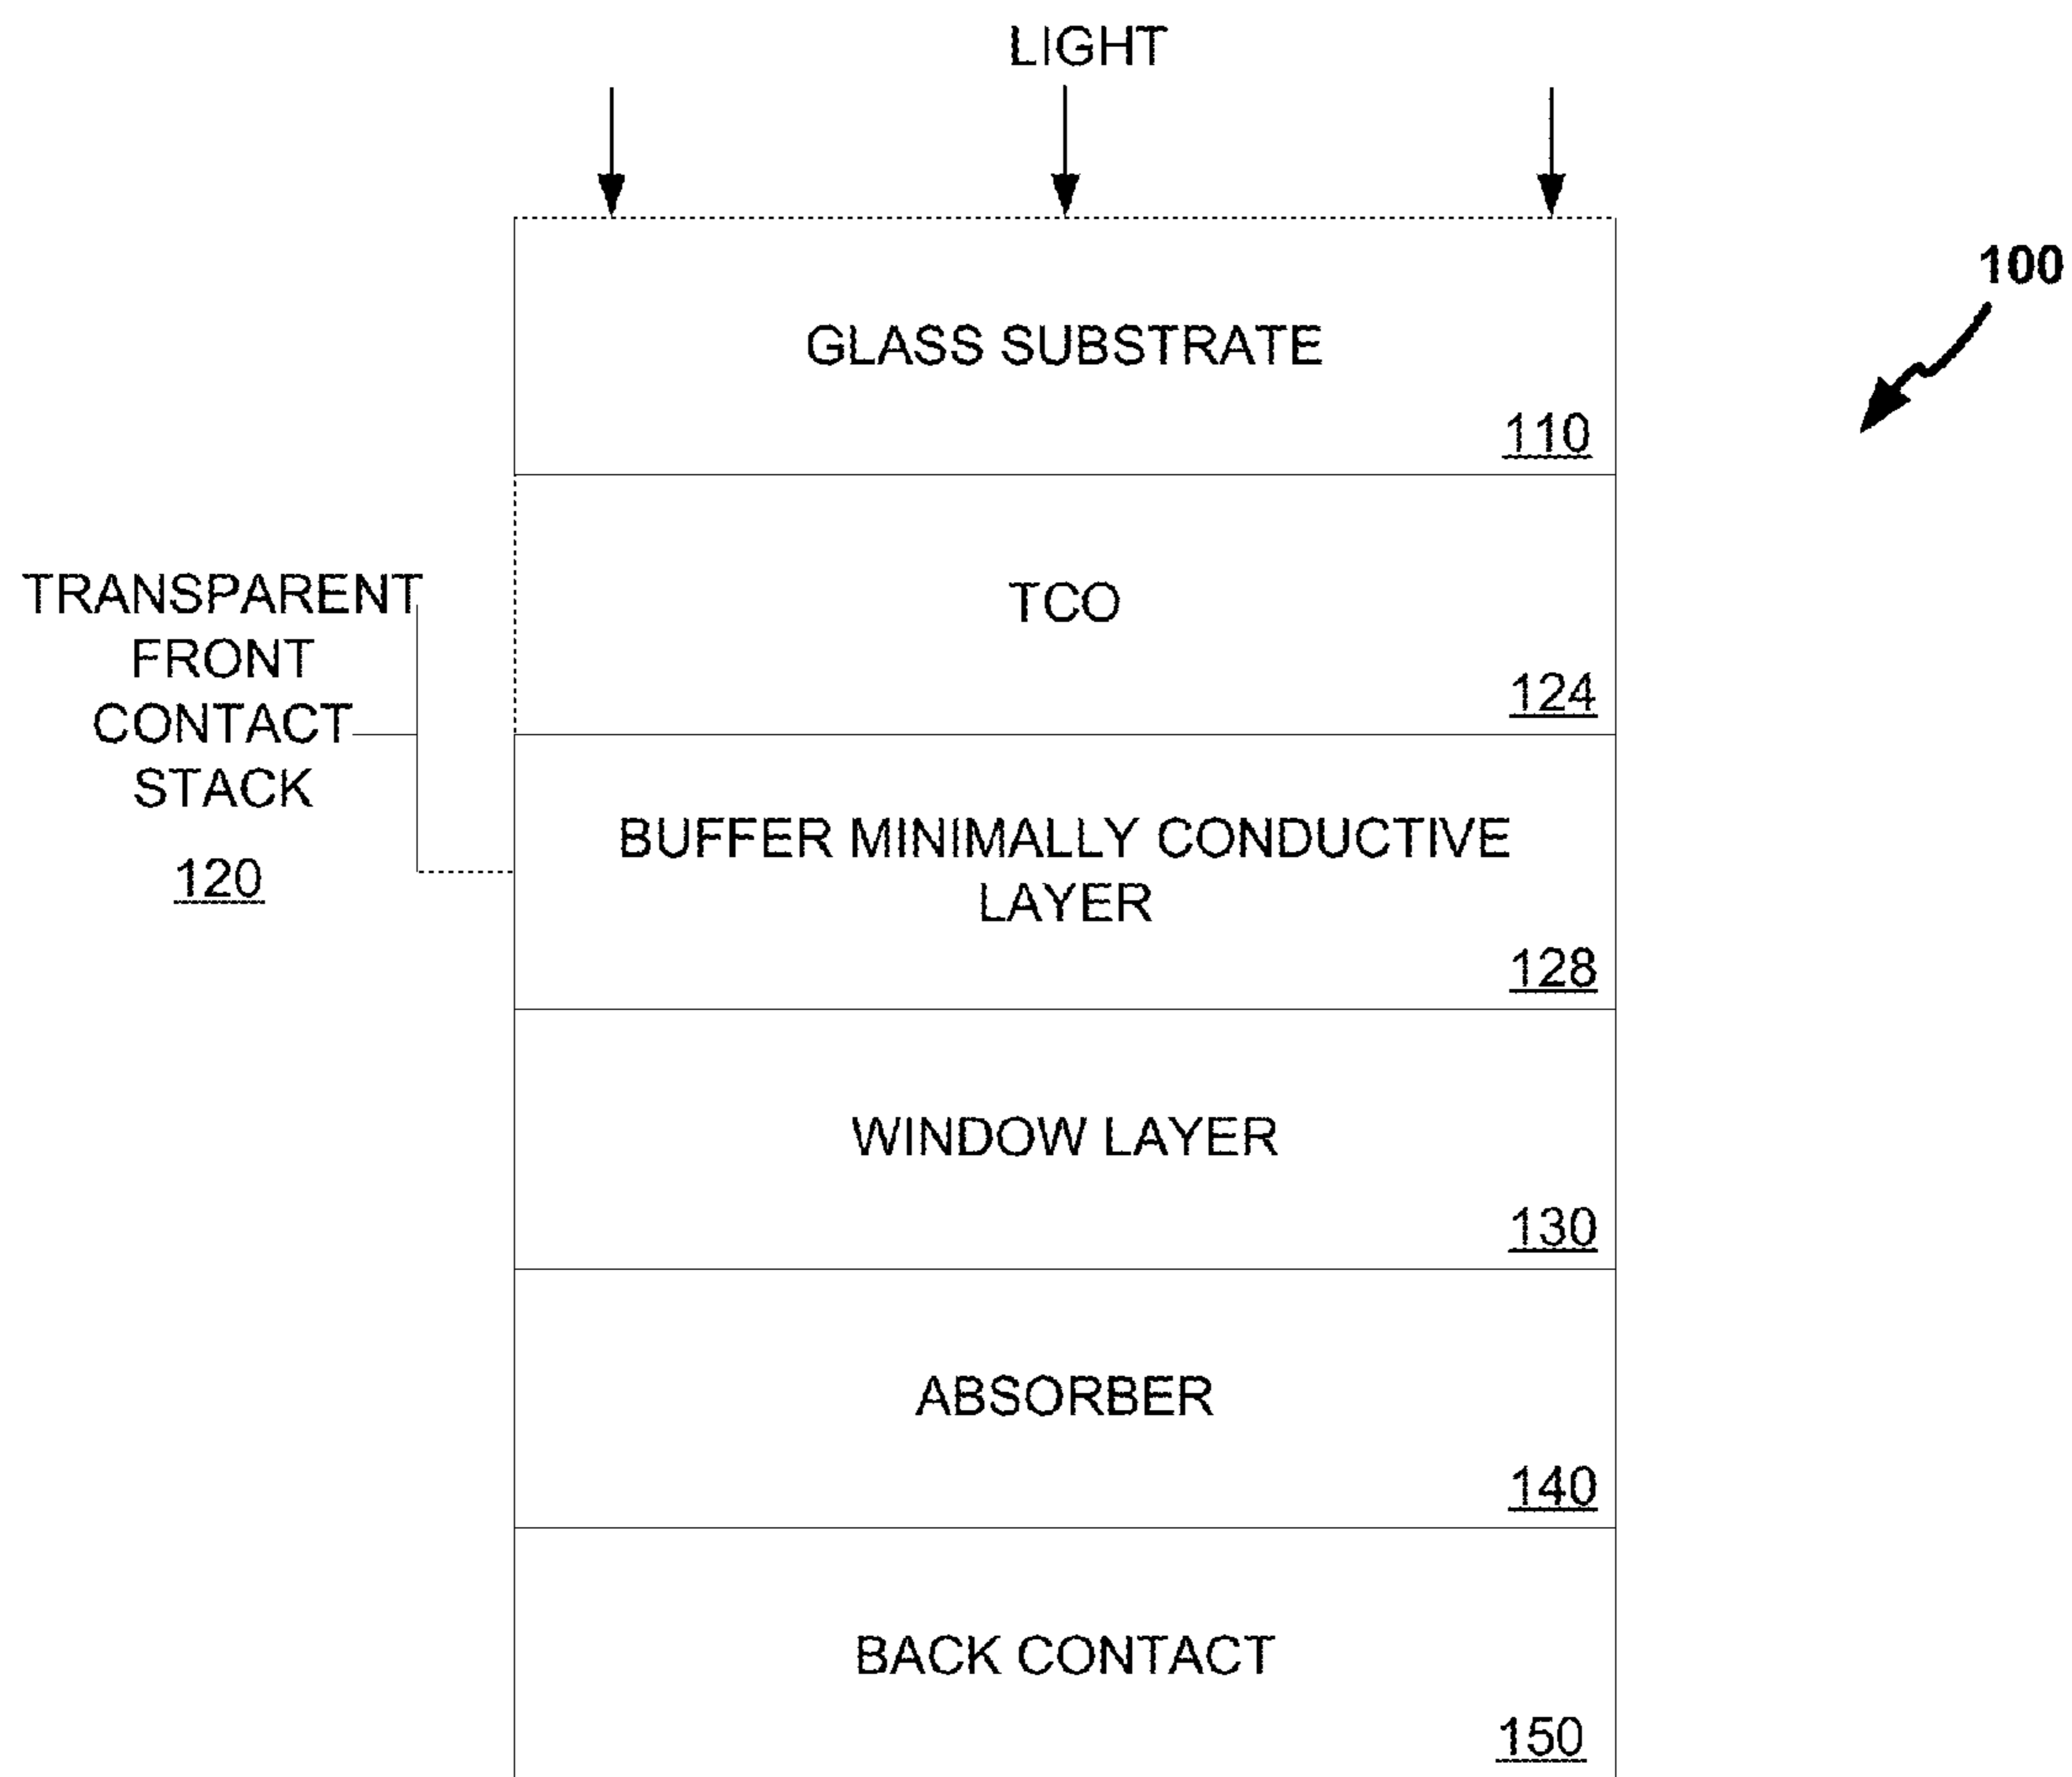 LIGHT
100
GLASS SUBSTRATE
110
TCO
124
TRANSPARENT
FRONT
CONTACT
STACK
120
BUFFER MINIMALLY CONDUCTIVE
LAYER
128
WINDOW LAYER
130
ABSORBER
140
BACK CONTACT
150